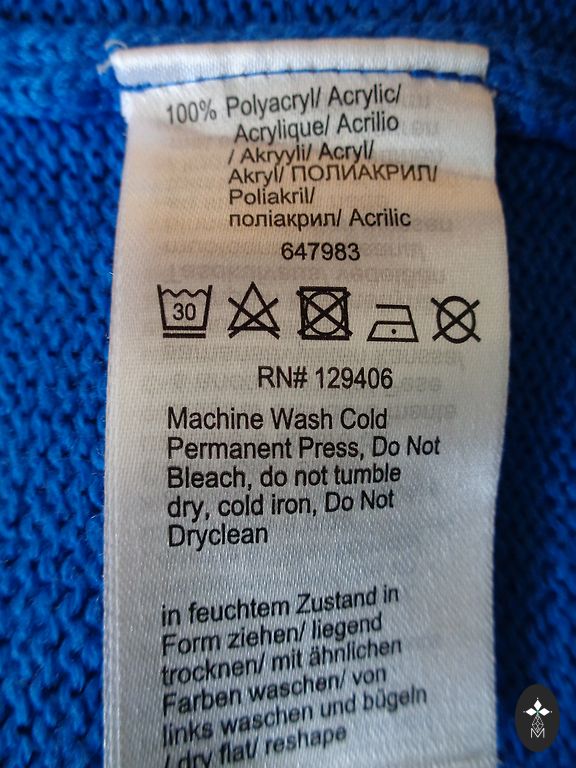 100% Polyacryl/ Acrylic/
Acrylique/ Acrilio
/ Akryyli/ Acryl/
Akryl/ ПОЛИАКРИЛ/
Poliakril/
поліакрил/ Acrilic
647983
30
RN# 129406
Machine Wash Cold
Permanent Press, Do Not
Bleach, do not tumble
dry, cold iron, Do Not
Dryclean
in feuchtem Zustand in
Form ziehen/ liegend
trocknen/ mit ähnlichen
Farben waschen/ von
links waschen und bügeln
/ dry flat/ reshape
M